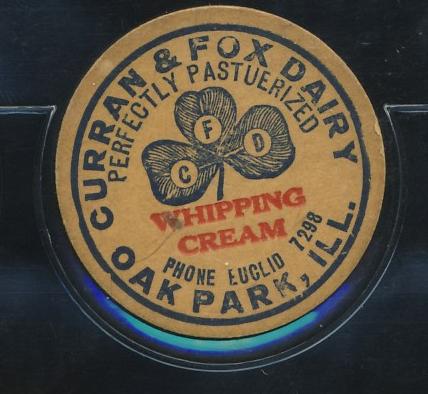 CURRAN & FOX DAIRY
PERFECTLY PASTUERIZED
F
C D
WHIPPING
CREAM
PHONE EUCLID 7298
OAK PARK, ILL.